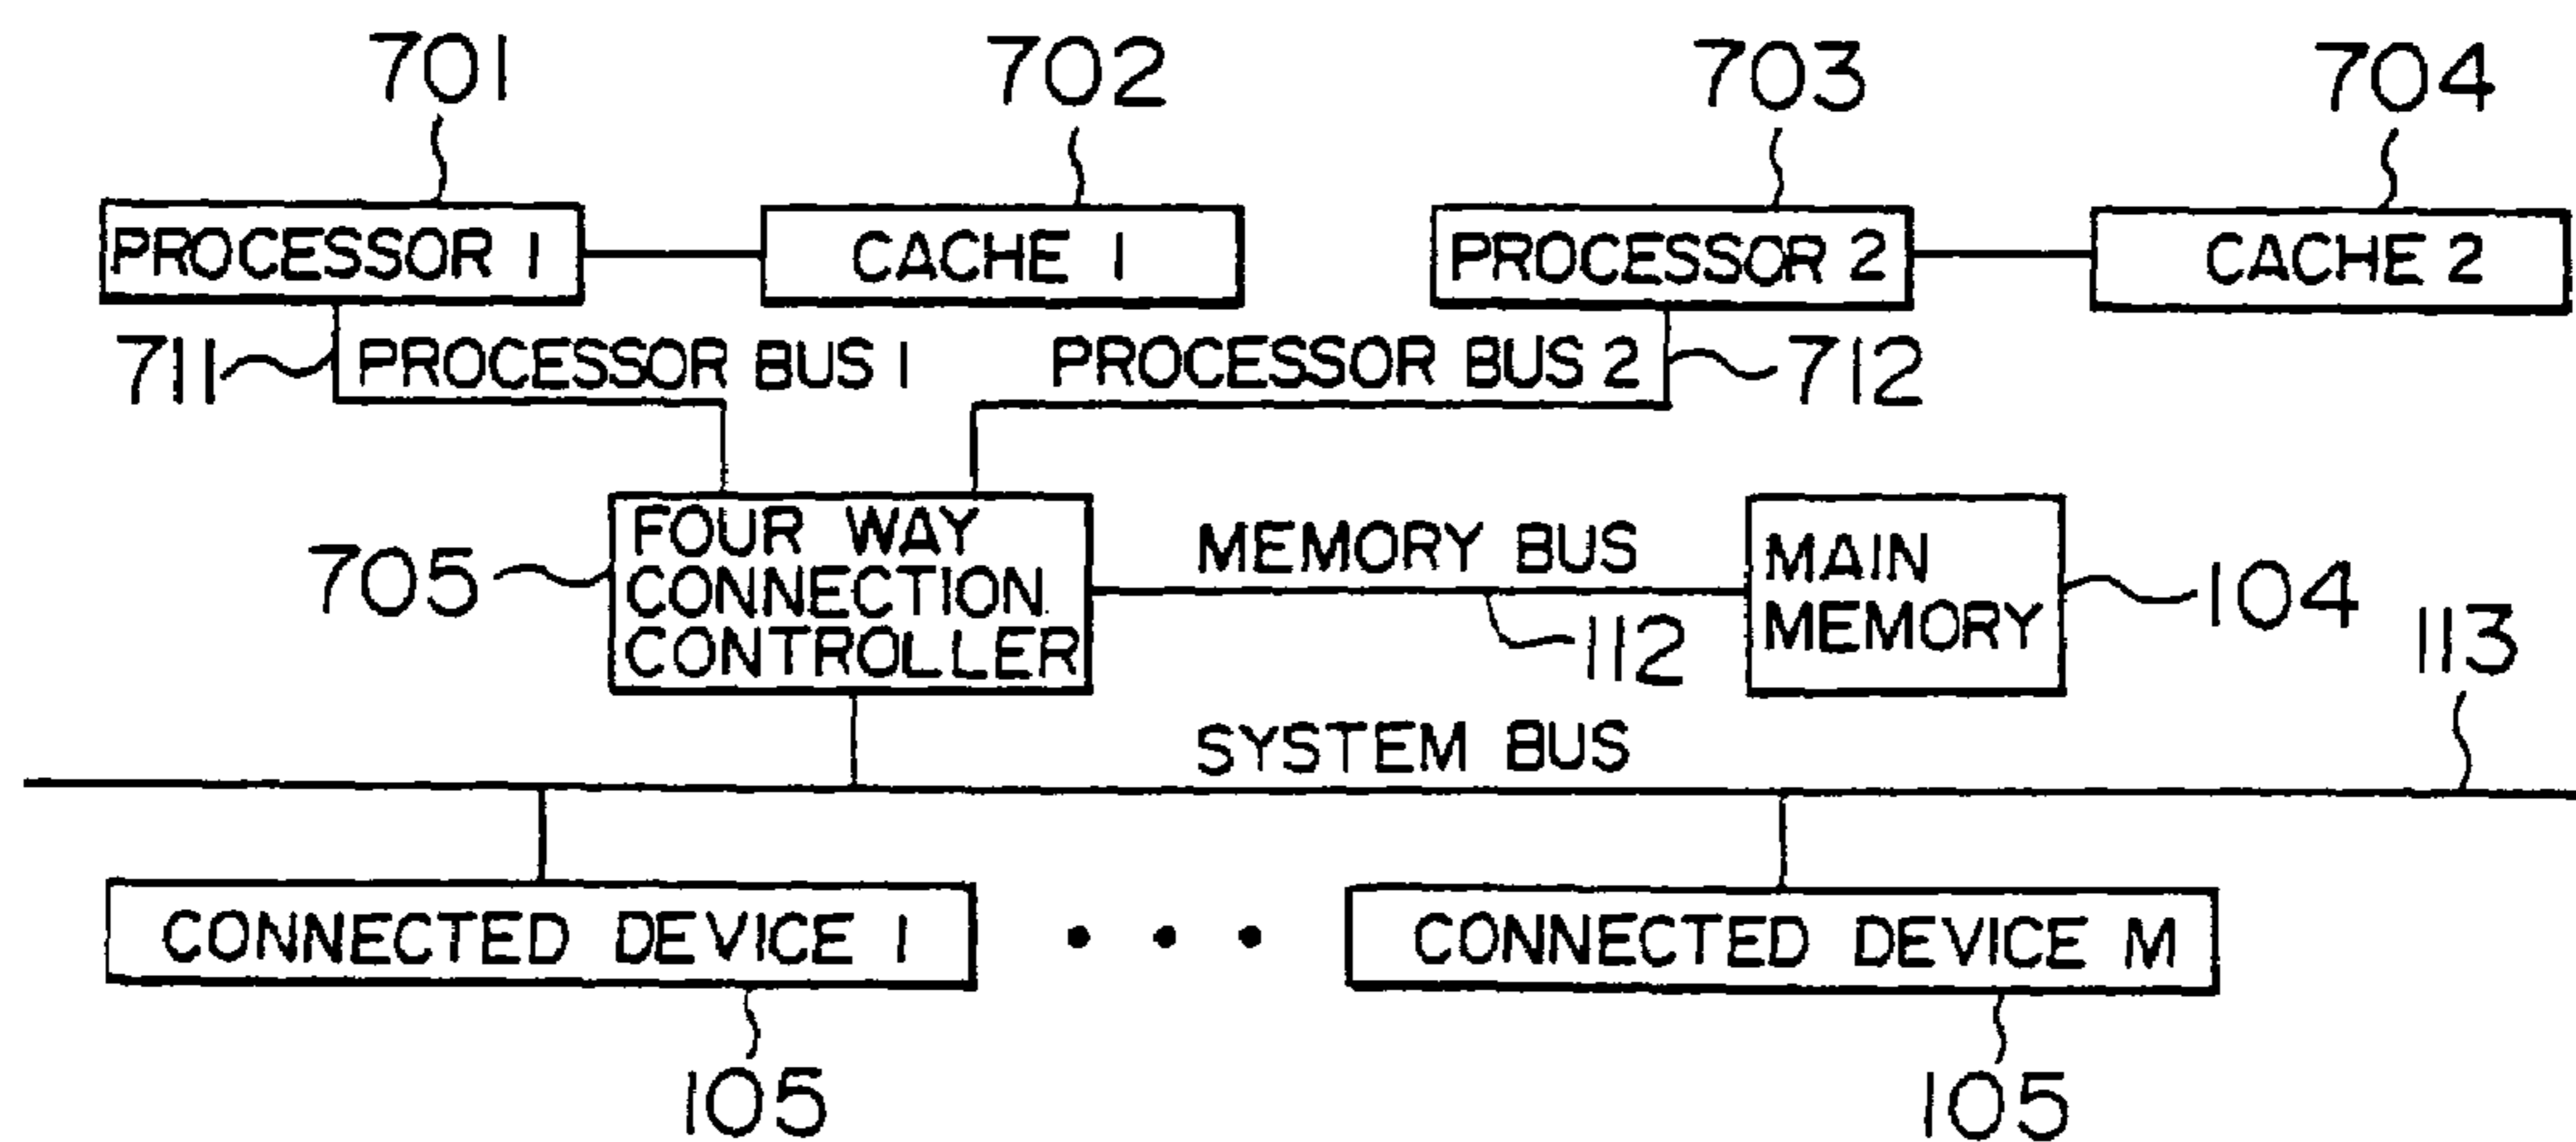 701 702 703 704
PROCESSOR 1 CACHE 1 PROCESSOR 2 CACHE 2
711 PROCESSOR BUS 1 PROCESSOR BUS 2 712
FOUR WAY
CONNECTION
CONTROLLER
705
MEMORY BUS
112
MAIN
MEMORY
104
113
SYSTEM BUS
CONNECTED DEVICE 1 • • • CONNECTED DEVICE M
105 105